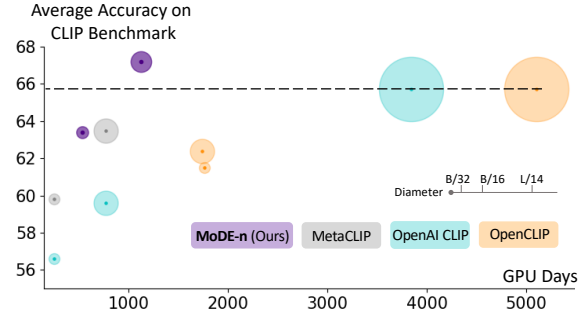 Average Accuracy on
CLIP Benchmark
68
66
64
62
60
58
56
B/32 B/16 L/14
Diameter
MoDE-n (Ours) MetaCLIP OpenAI CLIP OpenCLIP
GPU Days
1000 2000 3000 4000 5000